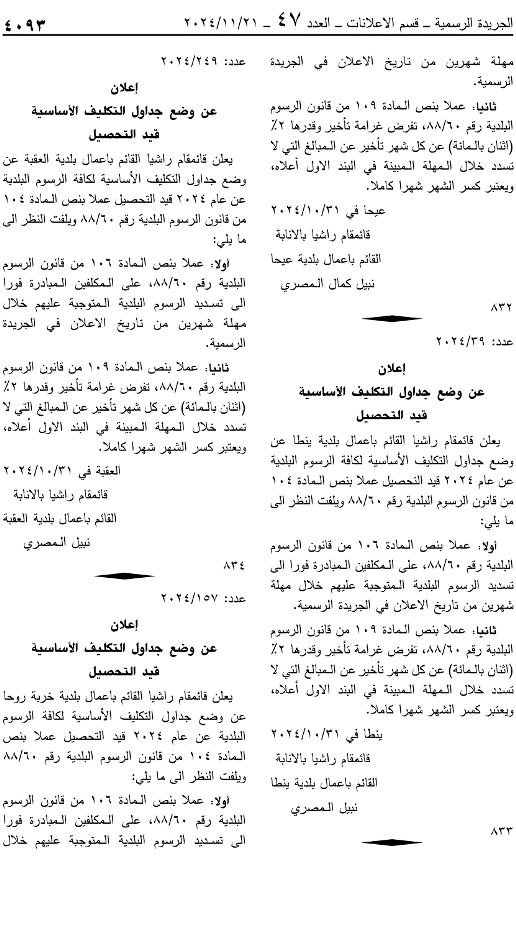 الجريدة الرسمية ــ قسم الاعلانات ــ العدد ٤٧ ــ ٢٠٢٤/١١/٢١
٤٠٩٣
مهلة شهرين من تاريخ الاعلان في الجريدة
الرسمية.
ثانيا: عملا بنص المادة ١٠٩ من قانون الرسوم
البلدية رقم ٨٨/٦٠، تفرض غرامة تأخير وقدرها ٢٪
(اثنان بالمائة) عن كل شهر تأخير عن المبالغ التي لا
تسدد خلال المهلة المبينة في البند الاول أعلاه،
ويعتبر كسر الشهر شهرا كاملا.
عيحا في ٢٠٢٤/١٠/٣١
قائمقام راشيا بالانابة
القائم باعمال بلدية عيحا
نبيل كمال المصري
٨٣٢
عدد: ٢٠٢٤/٣٩
إعلان
عن وضع جداول التكليف الأساسية
قيد التحصيل
يعلن قائمقام راشيا القائم باعمال بلدية ينطا عن
وضع جداول التكليف الأساسية لكافة الرسوم البلدية
عن عام ٢٠٢٤ قيد التحصيل عملا بنص المادة ١٠٤
من قانون الرسوم البلدية رقم ٨٨/٦٠ ويلفت النظر الى
ما يلي:
اولا: عملا بنص المادة ١٠٦ من قانون الرسوم
البلدية رقم ٨٨/٦٠، على المكلفين المبادرة فورا الى
تسديد الرسوم البلدية المتوجبة عليهم خلال مهلة
شهرين من تاريخ الاعلان في الجريدة الرسمية.
ثانيا: عملا بنص المادة ١٠٩ من قانون الرسوم
البلدية رقم ٨٨/٦٠، تفرض غرامة تأخير وقدرها ٢٪
(اثنان بالمائة) عن كل شهر تأخير عن المبالغ التي لا
تسدد خلال المهلة المبينة في البند الاول أعلاه،
ويعتبر كسر الشهر شهرا كاملا.
ينطا في ٢٠٢٤/١٠/٣١
قائمقام راشيا بالانابة
القائم باعمال بلدية ينطا
نبيل المصري
٨٣٣
عدد: ٢٠٢٤/٢٤٩
إعلان
عن وضع جداول التكليف الأساسية
قيد التحصيل
يعلن قائمقام راشيا القائم باعمال بلدية العقبة عن
وضع جداول التكليف الأساسية لكافة الرسوم البلدية
عن عام ٢٠٢٤ قيد التحصيل عملا بنص المادة ١٠٤
من قانون الرسوم البلدية رقم ٨٨/٦٠ ويلفت النظر الى
ما يلي:
اولا: عملا بنص المادة ١٠٦ من قانون الرسوم
البلدية رقم ٨٨/٦٠، على المكلفين المبادرة فورا
الى تسديد الرسوم البلدية المتوجبة عليهم خلال
مهلة شهرين من تاريخ الاعلان في الجريدة
الرسمية.
ثانيا: عملا بنص المادة ١٠٩ من قانون الرسوم
البلدية رقم ٨٨/٦٠، تفرض غرامة تأخير وقدرها ٢٪
(اثنان بالمائة) عن كل شهر تأخير عن المبالغ التي لا
تسدد خلال المهلة المبينة في البند الاول أعلاه،
ويعتبر كسر الشهر شهرا كاملا.
العقبة في ٢٠٢٤/١٠/٣١
قائمقام راشيا بالانابة
القائم باعمال بلدية العقبة
نبيل المصري
٨٣٤
عدد: ٢٠٢٤/١٥٧
إعلان
عن وضع جداول التكليف الأساسية
قيد التحصيل
يعلن قائمقام راشيا القائم باعمال بلدية خربة روحا
عن وضع جداول التكليف الأساسية لكافة الرسوم
البلدية عن عام ٢٠٢٤ قيد التحصيل عملا بنص
المادة ١٠٤ من قانون الرسوم البلدية رقم ٨٨/٦٠
ويلفت النظر الى ما يلي:
اولا: عملا بنص المادة ١٠٦ من قانون الرسوم
البلدية رقم ٨٨/٦٠، على المكلفين المبادرة فورا
الى تسديد الرسوم البلدية المتوجبة عليهم خلال